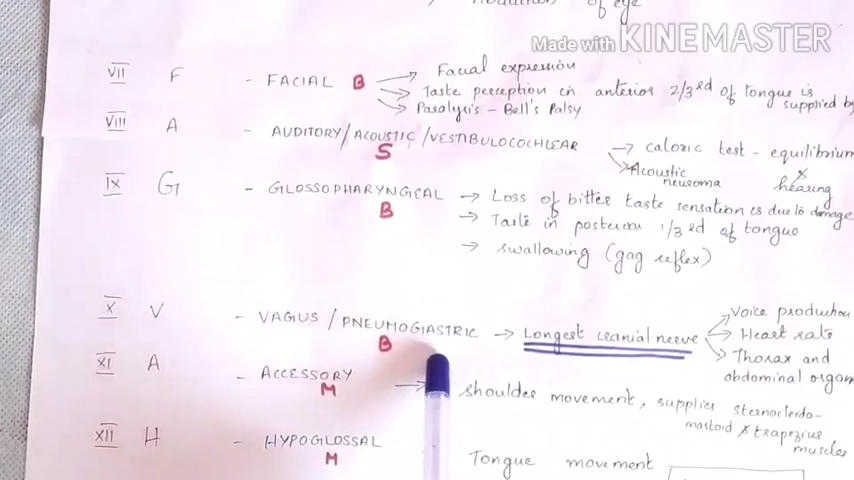 Abduction of eye
Made with KINEMASTER
VII F - FACIAL B → Facial expression
→ Taste perception in anterior 2/3rd of tongue is supplied by
→ Paralysis - Bell's Palsy
VIII A - AUDITORY/ACOUSTIC/VESTIBULOCOCHLEAR S → caloric test - equilibrium
→ Acoustic neuroma
& hearing
IX G - GLOSSOPHARYNGEAL B → Loss of bitter taste sensation is due to damage
→ Taste in posterior 1/3rd of tongue
→ swallowing (gag reflex)
X V - VAGUS / PNEUMOGASTRIC B → Longest cranial nerve → Voice production
→ Heart rate
→ Thorax and
abdominal organ
XI A - ACCESSORY M → shoulder movement, supplies sternocledo-
mastoid & trapezius
muscles
XII H - HYPOGLOSSAL M Tongue movement